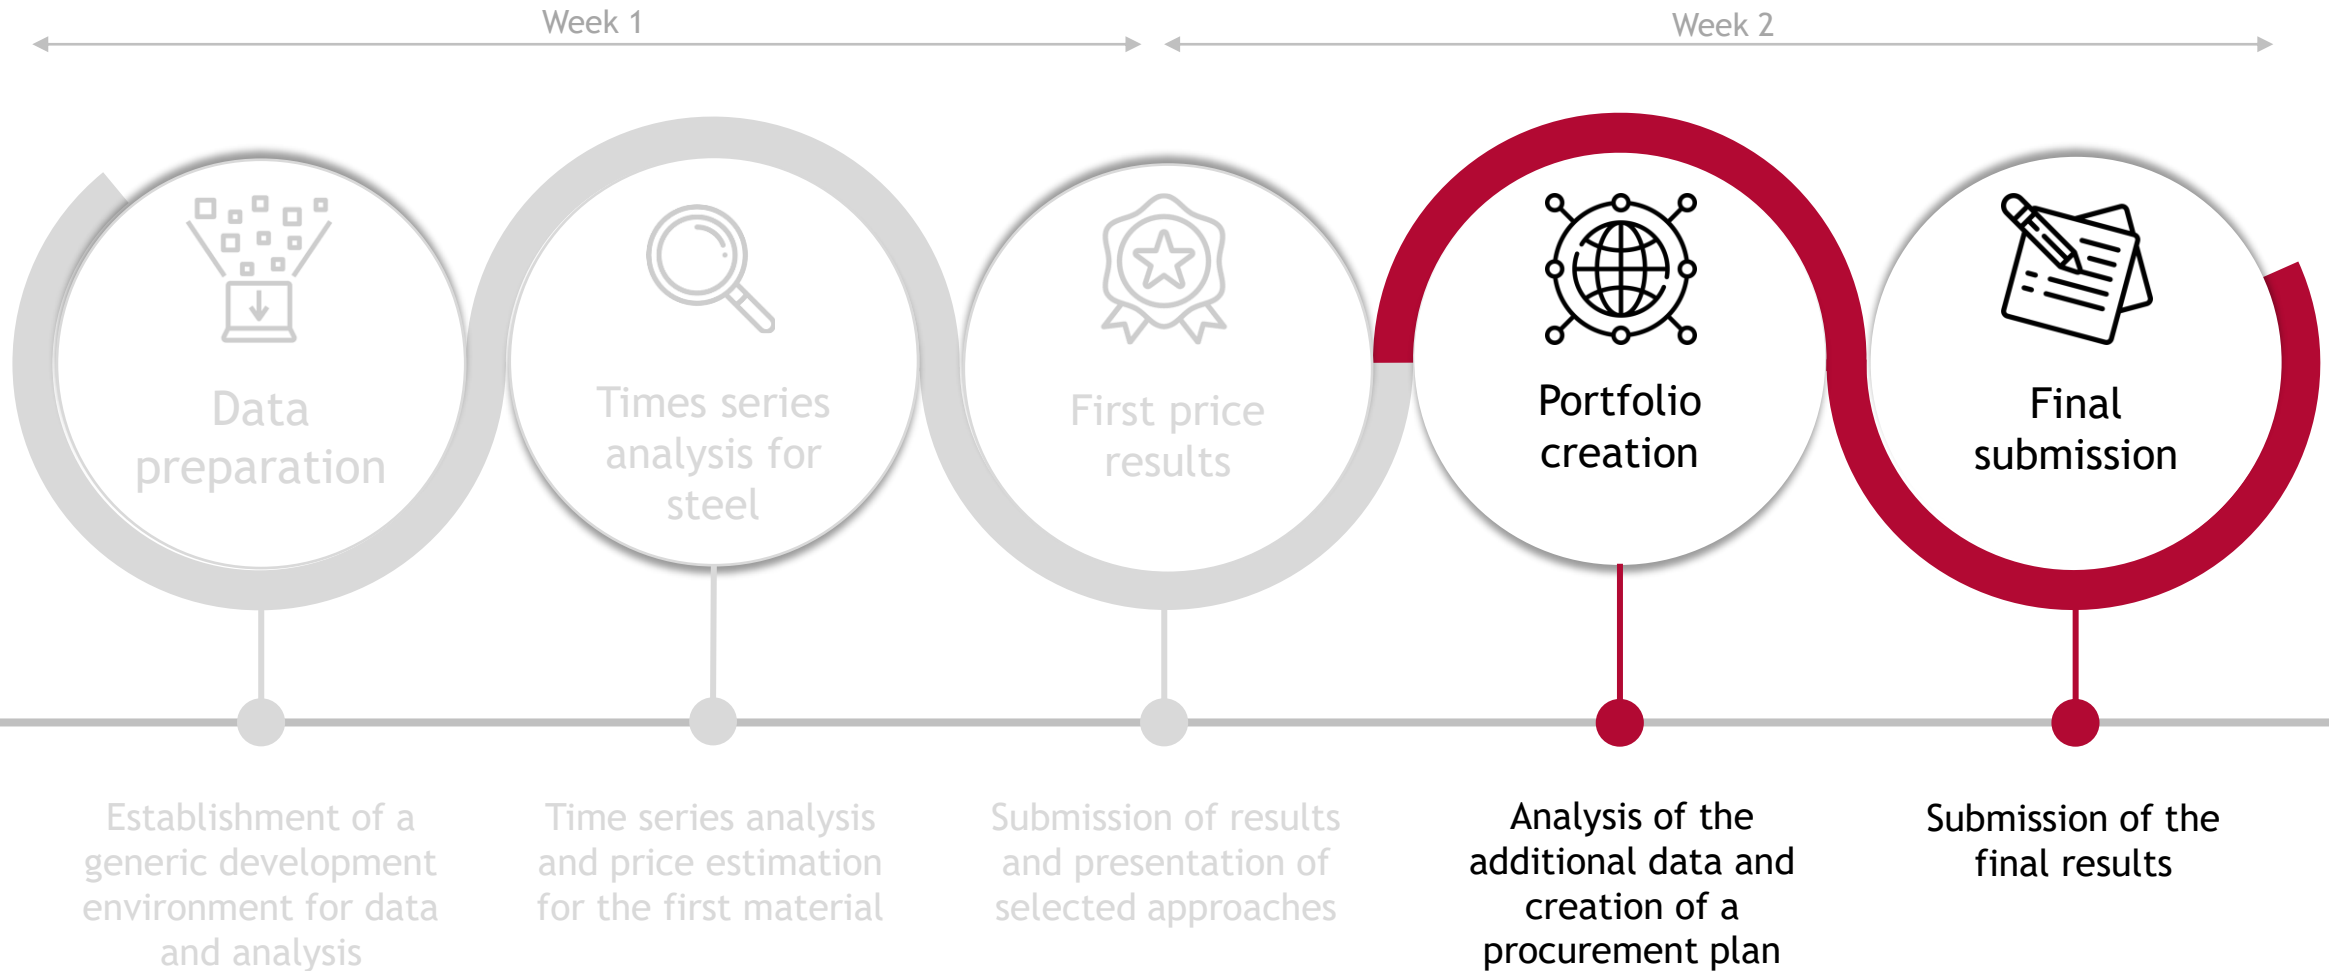 Week 1
Week 2
Data
preparation
Times series
analysis for
steel
First price
results
Portfolio
creation
Final
submission
Establishment of a
generic development
environment for data
and analysis
Time series analysis
and price estimation
for the first material
Submission of results
and presentation of
selected approaches
Analysis of the
additional data and
creation of a
procurement plan
Submission of the
final results